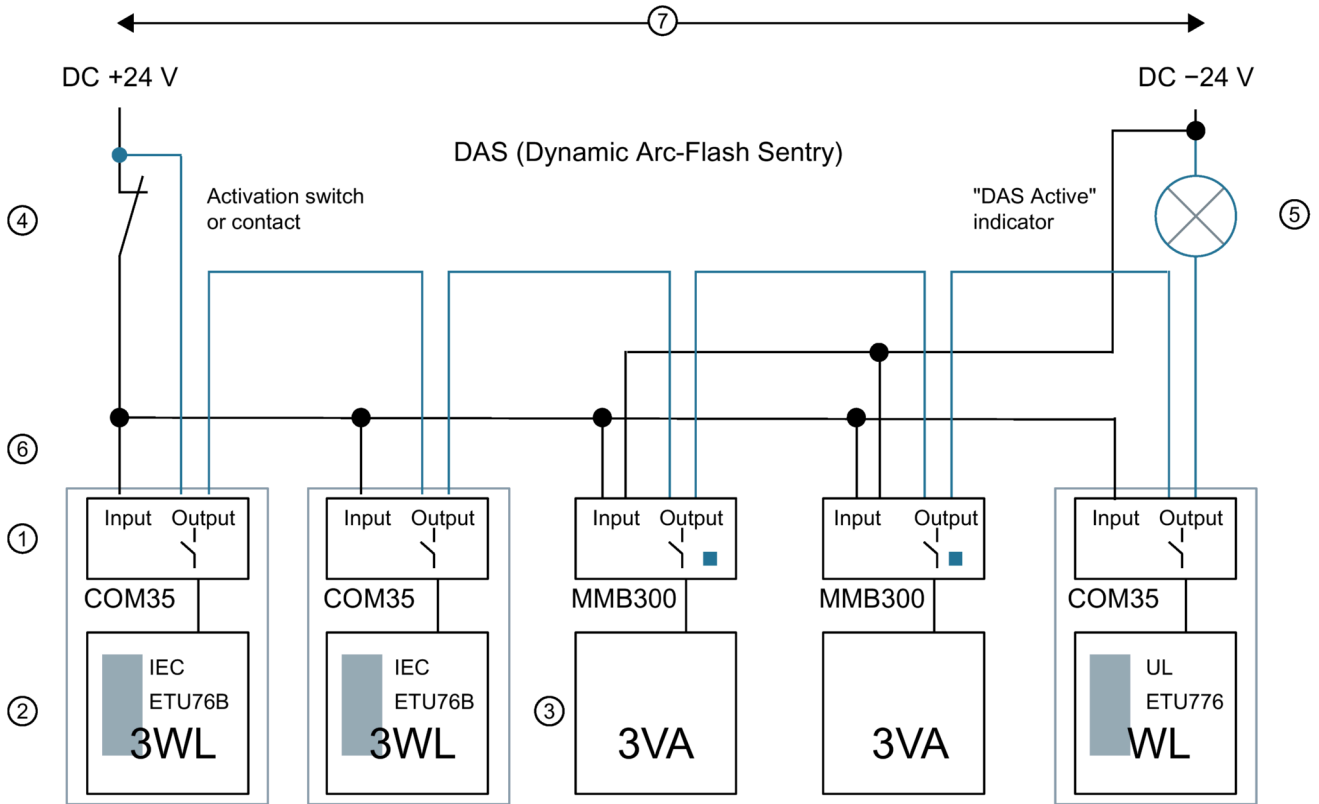 7
DC +24 V
DC −24 V
DAS (Dynamic Arc-Flash Sentry)
4
Activation switch
or contact
"DAS Active"
indicator
5
6
1
Input Output
Input Output
Input Output
Input Output
Input Output
COM35
COM35
MMB300
MMB300
COM35
2
IEC
ETU76B
3WL
IEC
ETU76B
3WL
3
3VA
3VA
UL
ETU776
WL